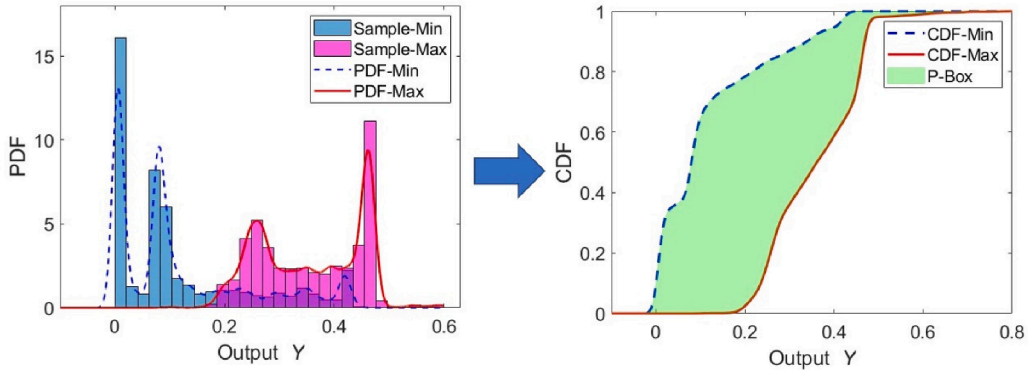 Sample-Min
Sample-Max
PDF-Min
PDF-Max
15
10
5
0
PDF
0
0.2
0.4
0.6
Output Y
CDF-Min
CDF-Max
P-Box
1
0.8
0.6
0.4
0.2
0
CDF
0
0.2
0.4
0.6
0.8
Output Y